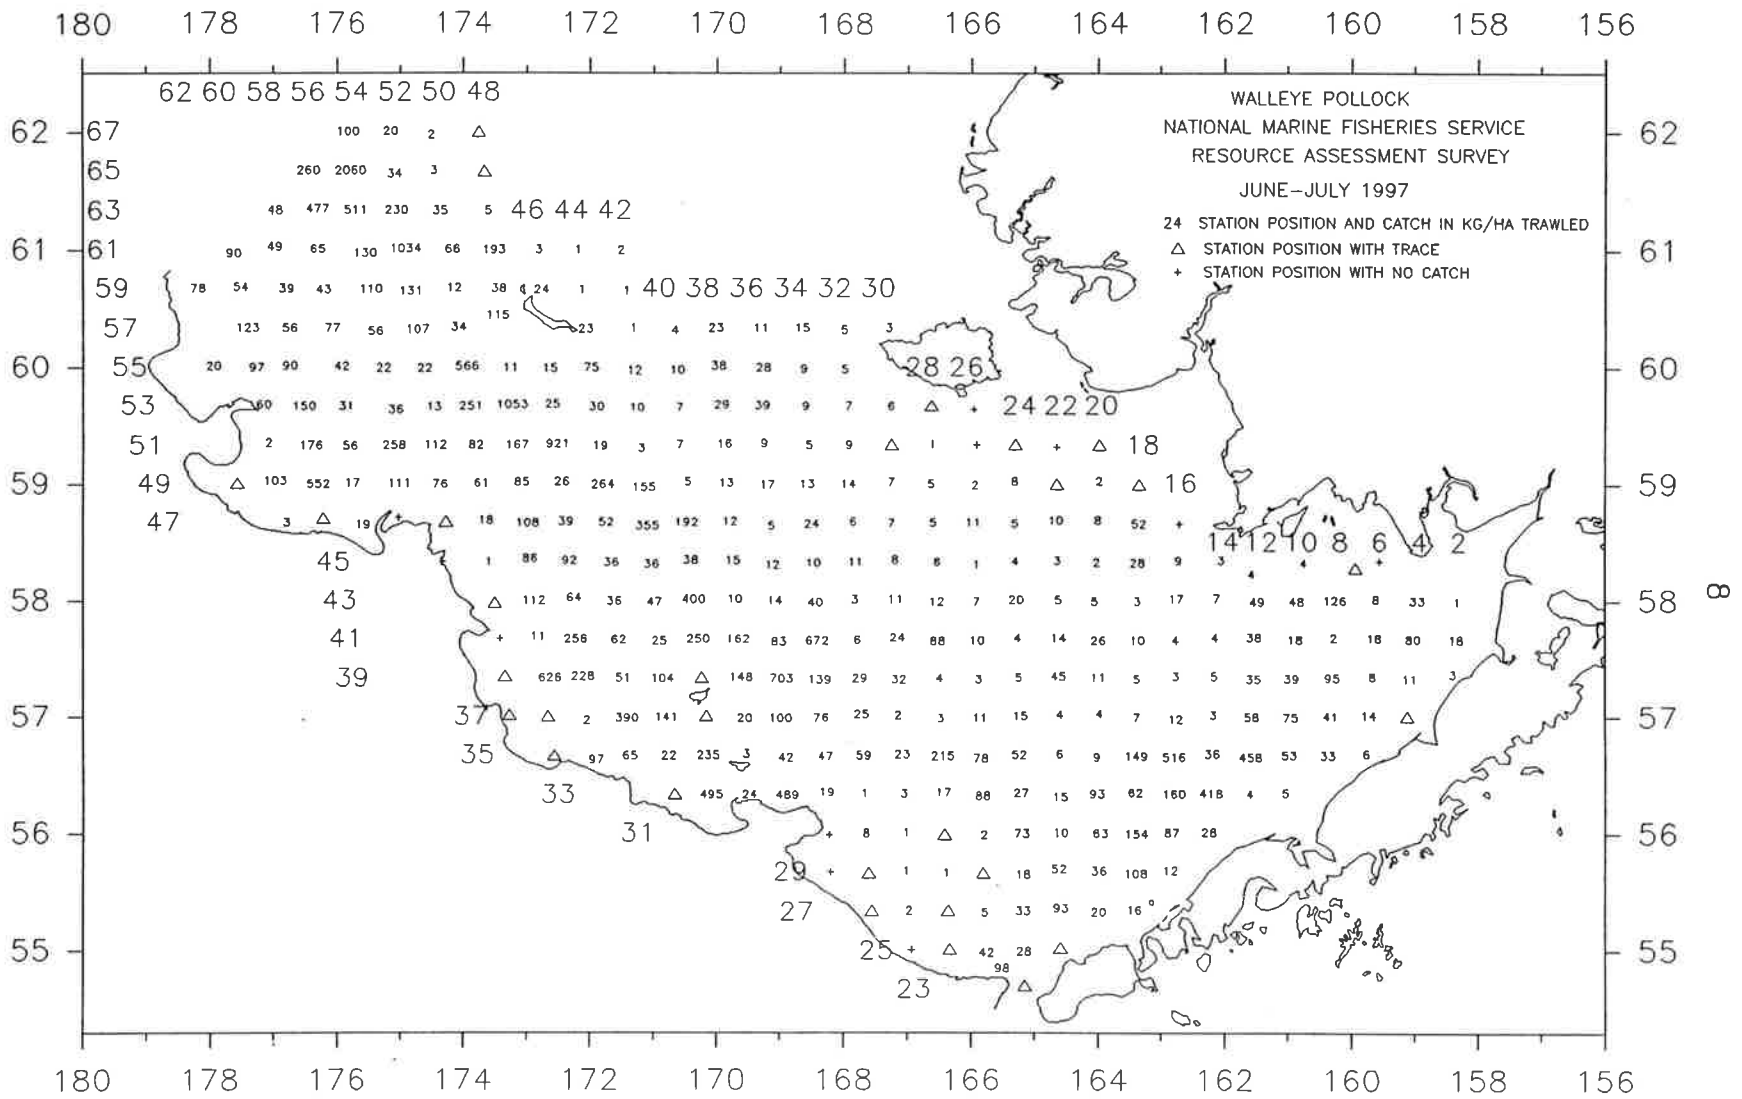 180 178 176 174 172 170 168 166 164 162 160 158 156
62 60 58 56 54 52 50 48
WALLEYE POLLOCK
NATIONAL MARINE FISHERIES SERVICE
RESOURCE ASSESSMENT SURVEY
JUNE-JULY 1997
24 STATION POSITION AND CATCH IN KG/HA TRAWLED
△ STATION POSITION WITH TRACE
+ STATION POSITION WITH NO CATCH
62 67 100 20 2 △ 62
65 260 2060 34 3 △
63 48 477 511 230 35 5 46 44 42
61 61 90 49 65 130 1034 66 193 3 1 2 61
59 78 54 39 43 110 131 12 38 24 1 1 40 38 36 34 32 30
115
57 123 56 77 56 107 34 23 1 4 23 11 15 5 3
60 55 20 97 90 42 22 22 566 11 15 75 12 10 38 28 9 5 28 26 60
53 60 150 31 36 13 251 1053 25 30 10 7 29 39 9 7 6 △ + 24 22 20
51 2 176 56 258 112 82 167 921 19 3 7 16 9 5 9 △ 1 + △ + △ 18
59 49 △ 103 552 17 111 76 61 85 26 264 155 5 13 17 13 14 7 5 2 8 △ 2 △ 16 59
47 3 △ 19 + △ 18 108 39 52 355 192 12 5 24 6 7 5 11 5 10 8 52 +
14 12 10 8 6 4 2
45 1 86 92 36 36 38 15 12 10 11 8 6 1 4 3 2 28 9 3 4 4 △ +
58 43 △ 112 64 36 47 400 10 14 40 3 11 12 7 20 5 5 3 17 7 49 48 126 8 33 1 58
8
41 + 11 256 62 25 250 162 83 672 6 24 88 10 4 14 26 10 4 4 38 18 2 18 80 18
39 △ 626 228 51 104 △ 148 703 139 29 32 4 3 5 45 11 5 3 5 35 39 95 8 11 3
57 37 △ △ 2 390 141 △ 20 100 76 25 2 3 11 15 4 4 7 12 3 58 75 41 14 △ 57
35 △ 97 65 22 235 3 42 47 59 23 215 78 52 6 9 149 516 36 458 53 33 6
33 △ 495 24 489 19 1 3 17 88 27 15 93 62 160 418 4 5
56 31 + 8 1 △ 2 73 10 63 154 87 26 56
29 + △ 1 1 △ 18 52 36 108 12
27 △ 2 △ 5 33 93 20 16
55 25 + △ 42 28 △ 55
98
23 △
180 178 176 174 172 170 168 166 164 162 160 158 156